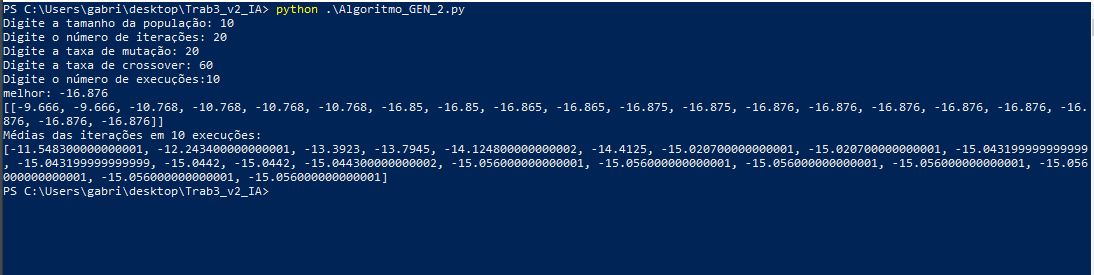 PS C:\Users\gabri\desktop\Trab3_v2_IA> python .\Algoritmo_GEN_2.py
Digite a tamanho da população: 10
Digite o número de iterações: 20
Digite a taxa de mutação: 20
Digite a taxa de crossover: 60
Digite o número de execuções:10
melhor: -16.876
[[-9.666, -9.666, -10.768, -10.768, -10.768, -10.768, -16.85, -16.85, -16.865, -16.865, -16.875, -16.875, -16.876, -16.876, -16.876, -16.876, -16.876, -16.
876, -16.876, -16.876]]
Médias das iterações em 10 execuções:
[-11.548300000000001, -12.243400000000001, -13.3923, -13.7945, -14.124800000000002, -14.4125, -15.020700000000001, -15.020700000000001, -15.043199999999999
, -15.043199999999999, -15.0442, -15.0442, -15.044300000000002, -15.056000000000001, -15.056000000000001, -15.056000000000001, -15.056000000000001, -15.056
000000000001, -15.056000000000001, -15.056000000000001]
PS C:\Users\gabri\desktop\Trab3_v2_IA>